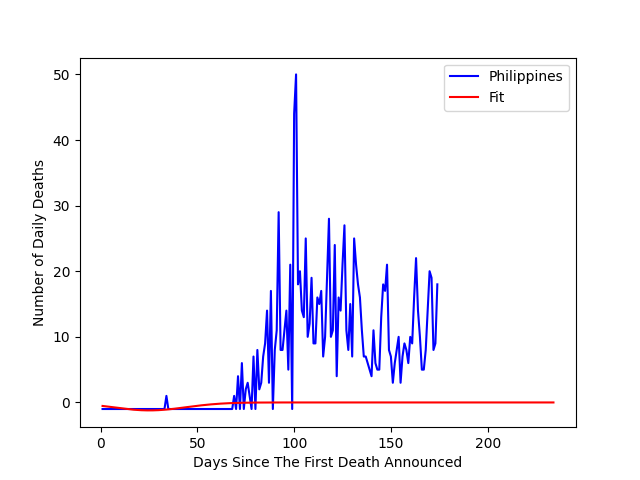 Philippines
Fit
50
40
30
20
10
0
Number of Daily Deaths
0 50 100 150 200
Days Since The First Death Announced